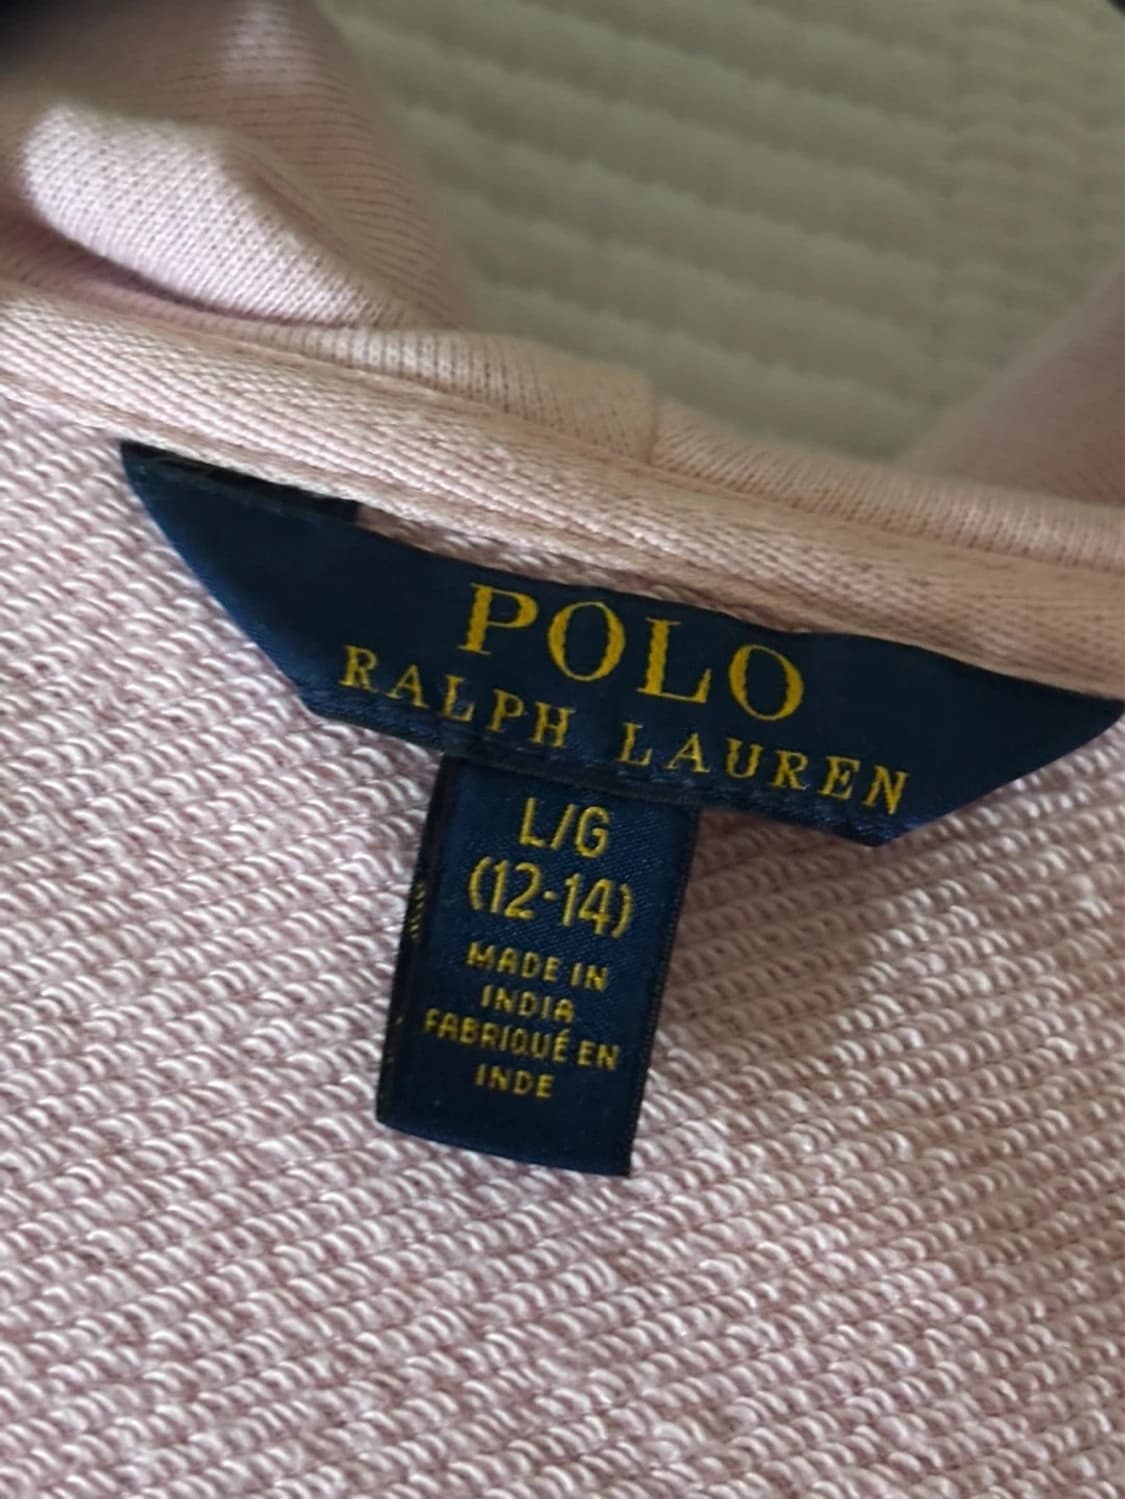 POLO
RALPH LAUREN
L/G
(12-14)
MADE IN
INDIA
FABRIQUÉ EN
INDE